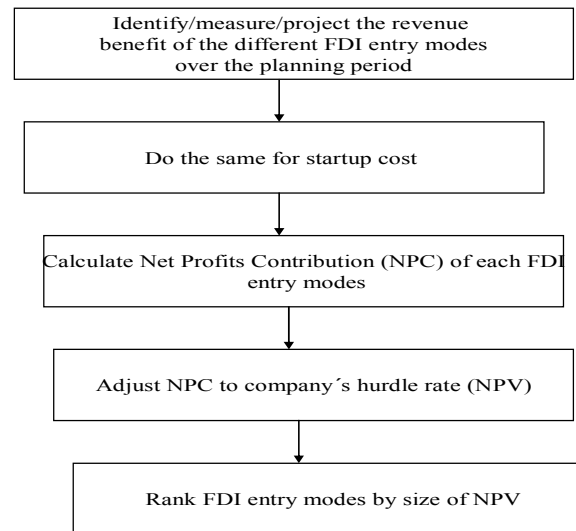 Identify/measure/project the revenue
benefit of the different FDI entry modes
over the planning period
Do the same for startup cost
Calculate Net Profits Contribution (NPC) of each FDI
entry modes
Adjust NPC to company´s hurdle rate (NPV)
Rank FDI entry modes by size of NPV